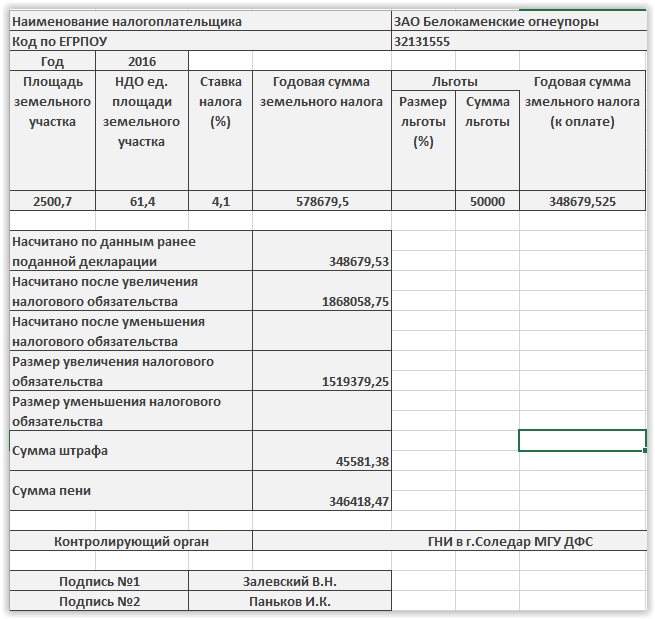 Наименование налогоплательщика ЗАО Белокаменские огнеупоры
Код по ЕГРПОУ 32131555
Год 2016
Площадь земельного участка НДО ед. площади земельного участка Ставка налога (%) Годовая сумма земельного налога Льготы Размер льготы (%) Сумма льготы Годовая сумма змельного налога (к оплате)
2500,7 61,4 4,1 578679,5 50000 348679,525
Насчитано по данным ранее
поданной декларации 348679,53
Насчитано после увеличения
налогового обязательства 1868058,75
Насчитано после уменьшения
налогового обязательства
Размер увеличения налогового
обязательства 1519379,25
Размер уменьшения налогового
обязательства
Сумма штрафа 45581,38
Сумма пени 346418,47
Контролирующий орган ГНИ в г.Соледар МГУ ДФС
Подпись №1 Залевский В.Н.
Подпись №2 Паньков И.К.